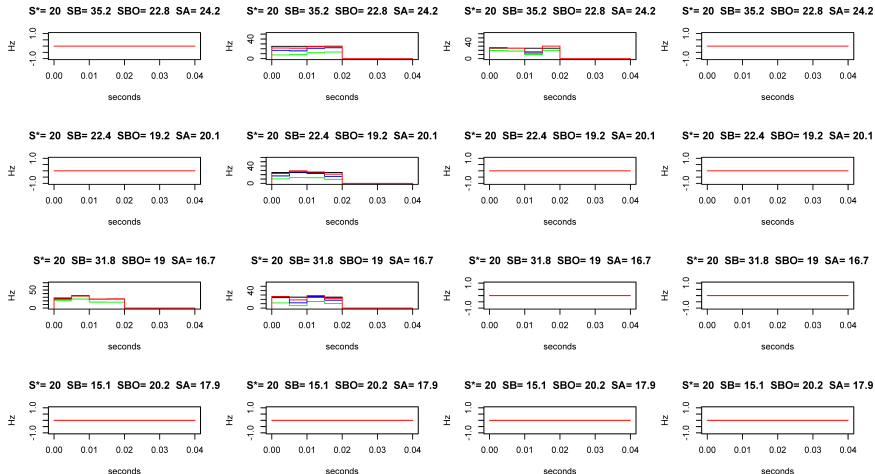 S*= 20 SB= 35.2 SBO= 22.8 SA= 24.2 S*= 20 SB= 35.2 SBO= 22.8 SA= 24.2 S*= 20 SB= 35.2 SBO= 22.8 SA= 24.2 S*= 20 SB= 35.2 SBO= 22.8 SA= 24.2
Hz -1.0 1.0 Hz 0 40 Hz 0 40 Hz -1.0 1.0
0.00 0.01 0.02 0.03 0.04 0.00 0.01 0.02 0.03 0.04 0.00 0.01 0.02 0.03 0.04 0.00 0.01 0.02 0.03 0.04
seconds seconds seconds seconds
S*= 20 SB= 22.4 SBO= 19.2 SA= 20.1 S*= 20 SB= 22.4 SBO= 19.2 SA= 20.1 S*= 20 SB= 22.4 SBO= 19.2 SA= 20.1 S*= 20 SB= 22.4 SBO= 19.2 SA= 20.1
Hz -1.0 1.0 Hz 0 40 Hz -1.0 1.0 Hz -1.0 1.0
0.00 0.01 0.02 0.03 0.04 0.00 0.01 0.02 0.03 0.04 0.00 0.01 0.02 0.03 0.04 0.00 0.01 0.02 0.03 0.04
seconds seconds seconds seconds
S*= 20 SB= 31.8 SBO= 19 SA= 16.7 S*= 20 SB= 31.8 SBO= 19 SA= 16.7 S*= 20 SB= 31.8 SBO= 19 SA= 16.7 S*= 20 SB= 31.8 SBO= 19 SA= 16.7
Hz 0 50 Hz 0 40 Hz -1.0 1.0 Hz -1.0 1.0
0.00 0.01 0.02 0.03 0.04 0.00 0.01 0.02 0.03 0.04 0.00 0.01 0.02 0.03 0.04 0.00 0.01 0.02 0.03 0.04
seconds seconds seconds seconds
S*= 20 SB= 15.1 SBO= 20.2 SA= 17.9 S*= 20 SB= 15.1 SBO= 20.2 SA= 17.9 S*= 20 SB= 15.1 SBO= 20.2 SA= 17.9 S*= 20 SB= 15.1 SBO= 20.2 SA= 17.9
Hz -1.0 1.0 Hz -1.0 1.0 Hz -1.0 1.0 Hz -1.0 1.0
0.00 0.01 0.02 0.03 0.04 0.00 0.01 0.02 0.03 0.04 0.00 0.01 0.02 0.03 0.04 0.00 0.01 0.02 0.03 0.04
seconds seconds seconds seconds